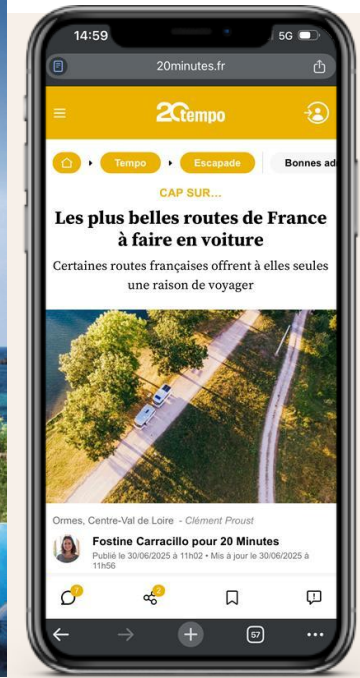 14:59
5G
20minutes.fr
20tempo
Tempo
Escapade
Bonnes ad
CAP SUR...
Les plus belles routes de France
à faire en voiture
Certaines routes françaises offrent à elles seules
une raison de voyager
Ormes, Centre-Val de Loire - Clément Proust
Fostine Carracillo pour 20 Minutes
Publié le 30/06/2025 à 11h02 • Mis à jour le 30/06/2025 à
11h56
7
2
57